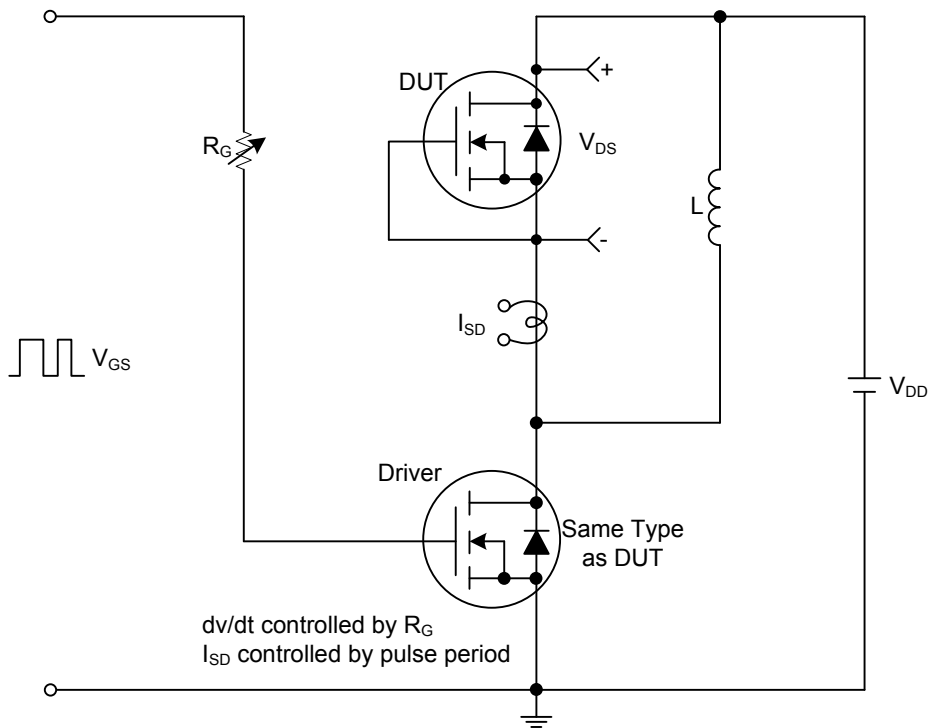 DUT
+
R_G
V_DS
L
-
I_SD
V_GS
V_DD
Driver
Same Type
as DUT
dv/dt controlled by R_G
I_SD controlled by pulse period